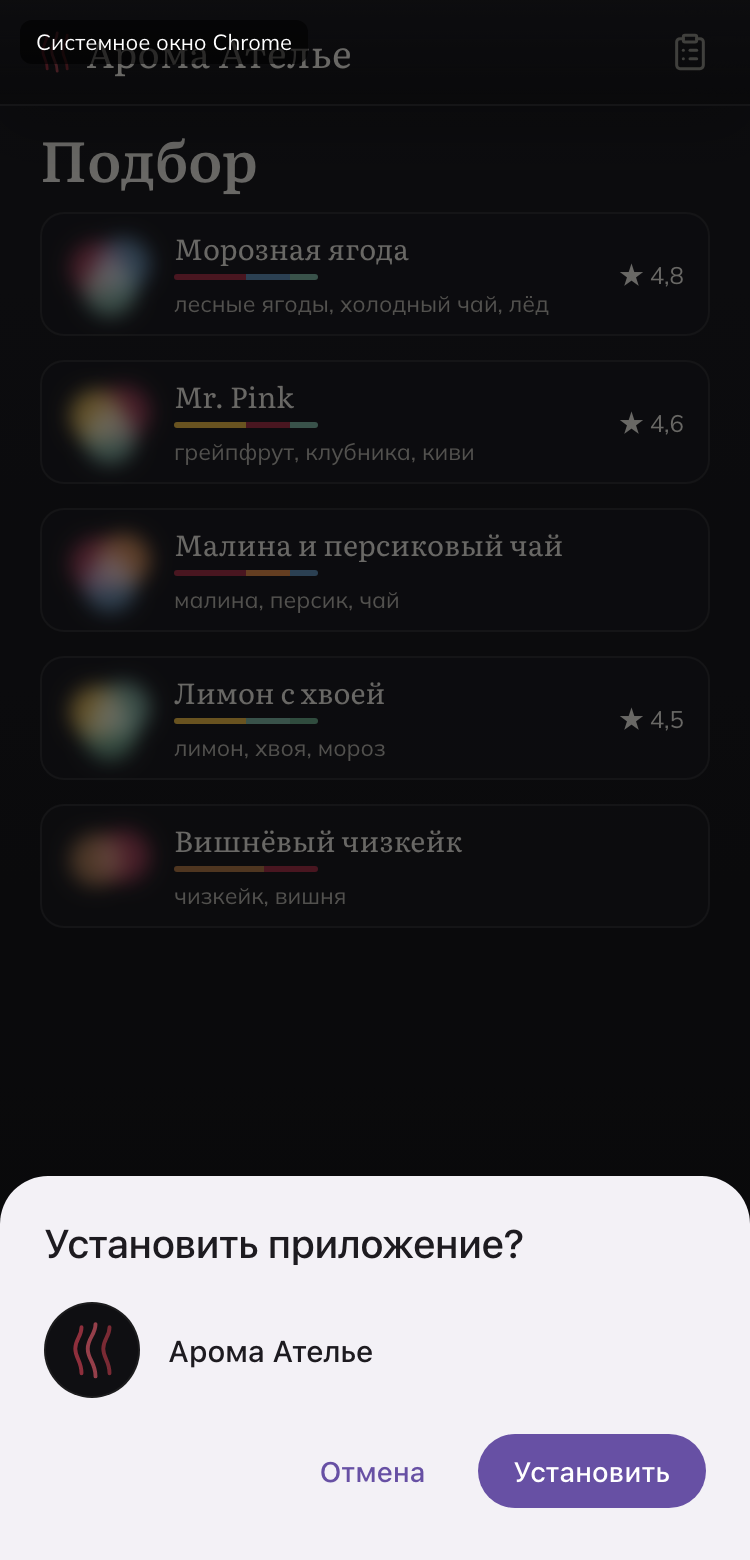 Системное окно Chrome
Арома Ателье
Подбор
Морозная ягода
лесные ягоды, холодный чай, лёд
★ 4,8
Mr. Pink
грейпфрут, клубника, киви
★ 4,6
Малина и персиковый чай
малина, персик, чай
Лимон с хвоей
лимон, хвоя, мороз
★ 4,5
Вишнёвый чизкейк
чизкейк, вишня
Установить приложение?
Арома Ателье
Отмена
Установить